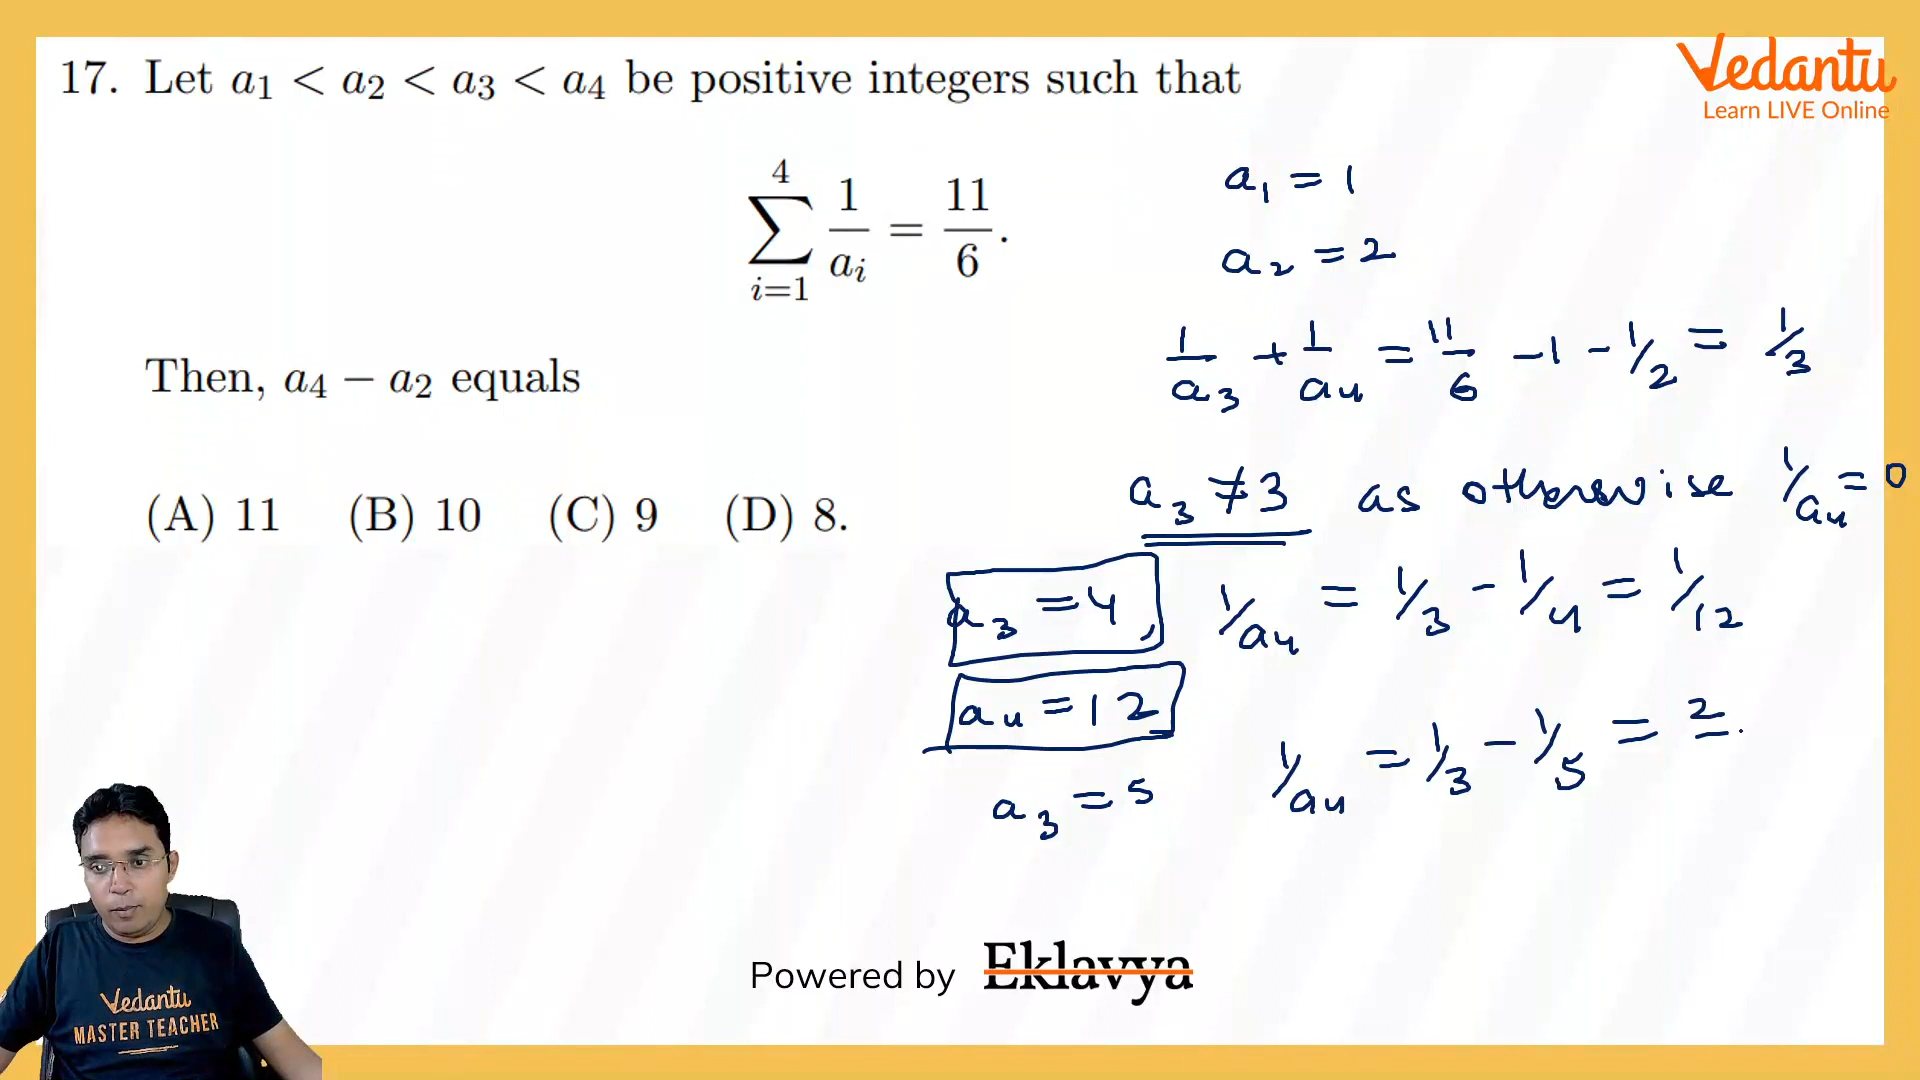 17. Let a₁ < a₂ < a₃ < a₄ be positive integers such that
Vedantu
Learn LIVE Online
4
∑ 1/aᵢ = 11/6.
i=1
a₁ = 1
a₂ = 2
1/a₃ + 1/a₄ = 11/6 − 1 − 1/2 = 1/3
Then, a₄ − a₂ equals
a₃ ≠ 3 as otherwise 1/a₄ = 0
(A) 11 (B) 10 (C) 9 (D) 8.
a₃ = 4, 1/a₄ = 1/3 − 1/4 = 1/12
a₄ = 12
a₃ = 5 1/a₄ = 1/3 − 1/5 = 2
Powered by Eklavya
Vedantu
MASTER TEACHER